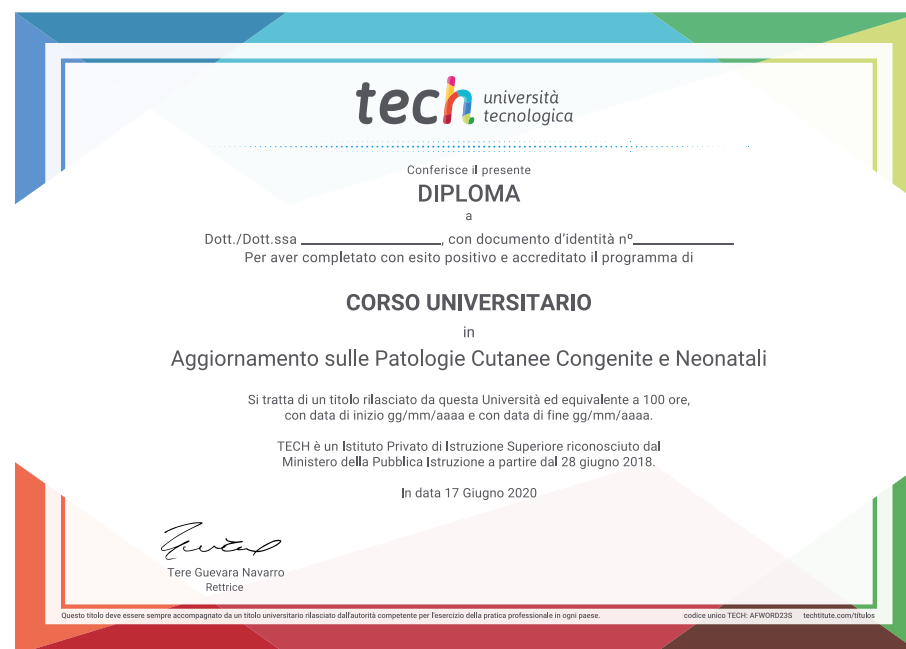 tech università
tecnologica
Conferisce il presente
DIPLOMA
a
Dott./Dott.ssa ____________________, con documento d'identità nº______________
Per aver completato con esito positivo e accreditato il programma di
CORSO UNIVERSITARIO
in
Aggiornamento sulle Patologie Cutanee Congenite e Neonatali
Si tratta di un titolo rilasciato da questa Università ed equivalente a 100 ore,
con data di inizio gg/mm/aaaa e con data di fine gg/mm/aaaa.
TECH è un Istituto Privato di Istruzione Superiore riconosciuto dal
Ministero della Pubblica Istruzione a partire dal 28 giugno 2018.
In data 17 Giugno 2020
Tere Guevara Navarro
Rettrice
Questo titolo deve essere sempre accompagnato da un titolo universitario rilasciato dall'autorità competente per l'esercizio della pratica professionale in ogni paese. codice unico TECH: AFWORD23S techtitute.com/titulos